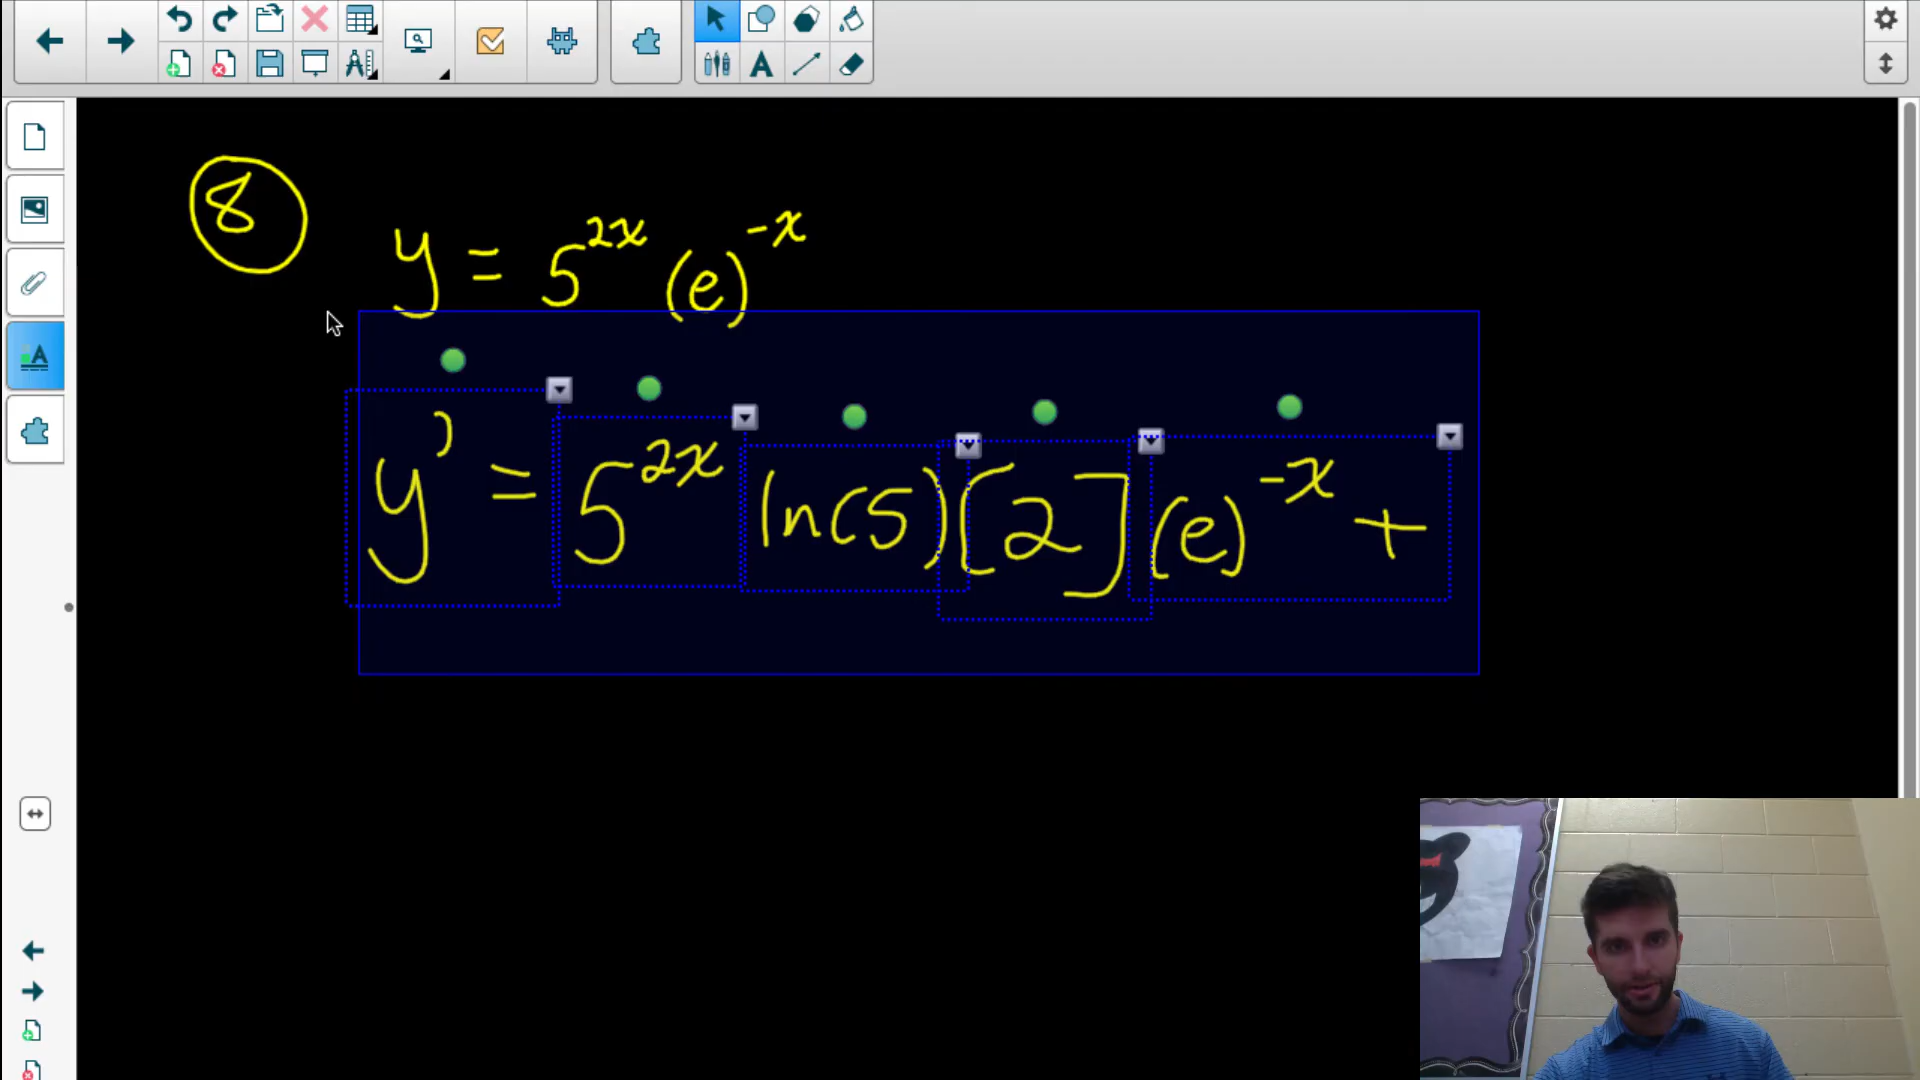 8
y = 5^{2x} (e)^{-x}
y' = 5^{2x} ln(5)[2](e)^{-x} +